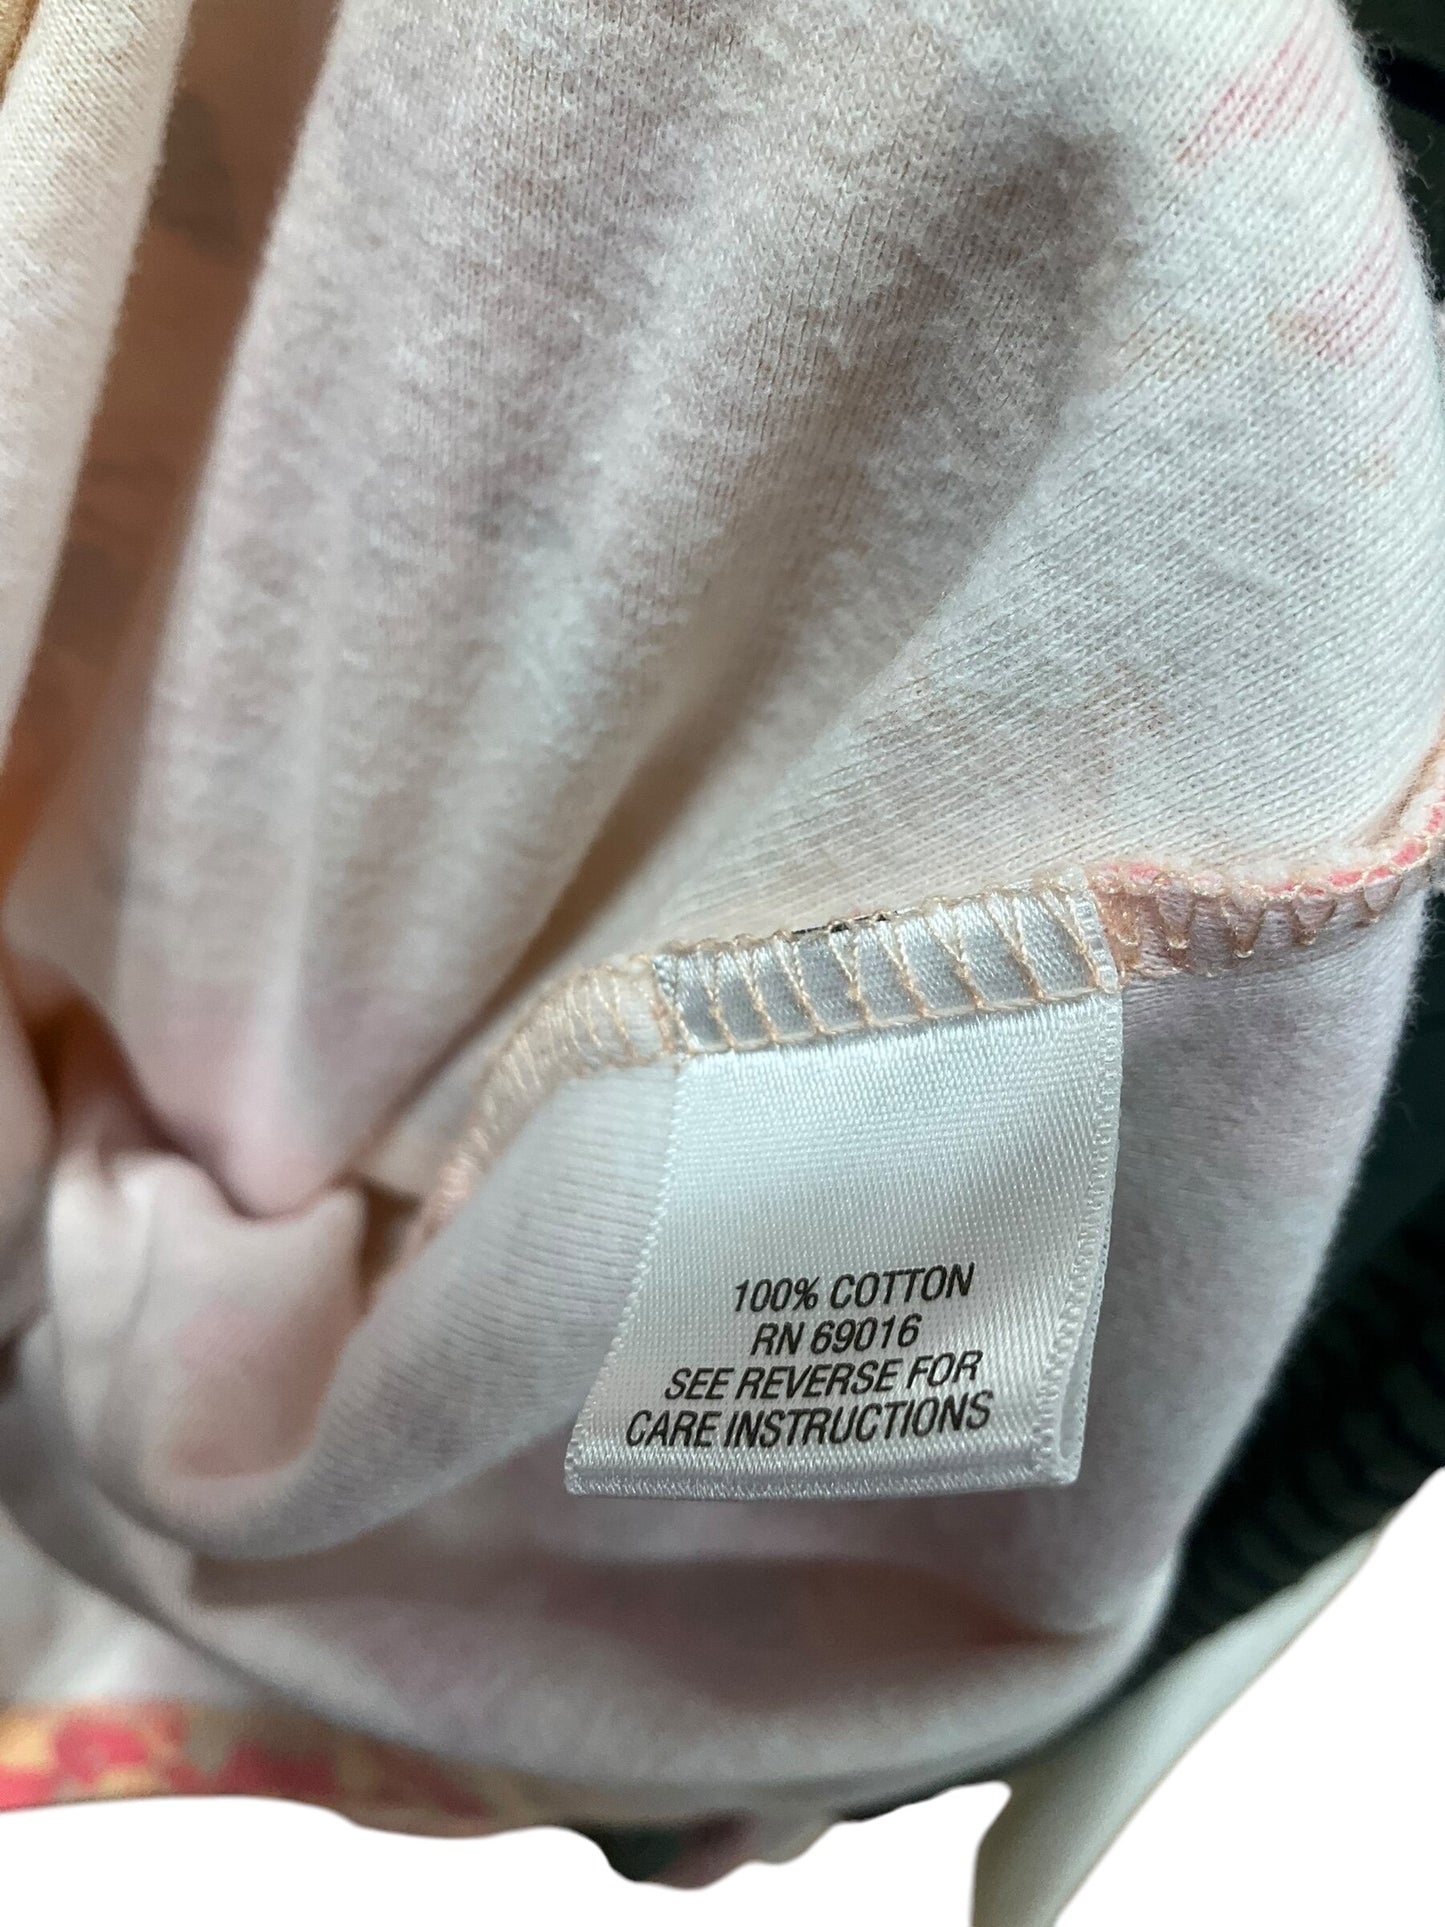 100% COTTON
RN 69016
SEE REVERSE FOR
CARE INSTRUCTIONS